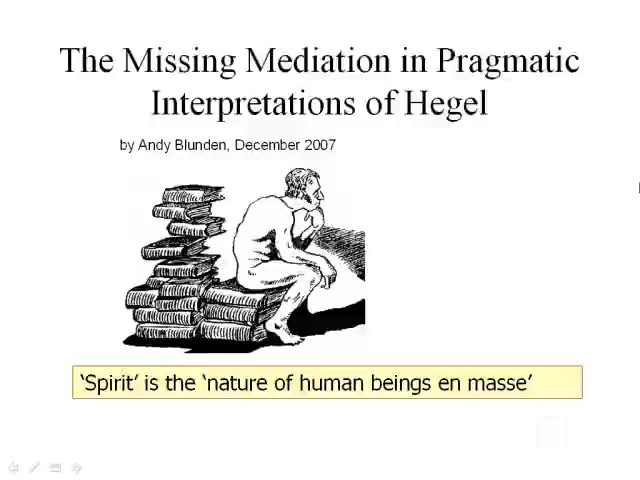 The Missing Mediation in Pragmatic
Interpretations of Hegel
by Andy Blunden, December 2007
‘Spirit’ is the ‘nature of human beings en masse’